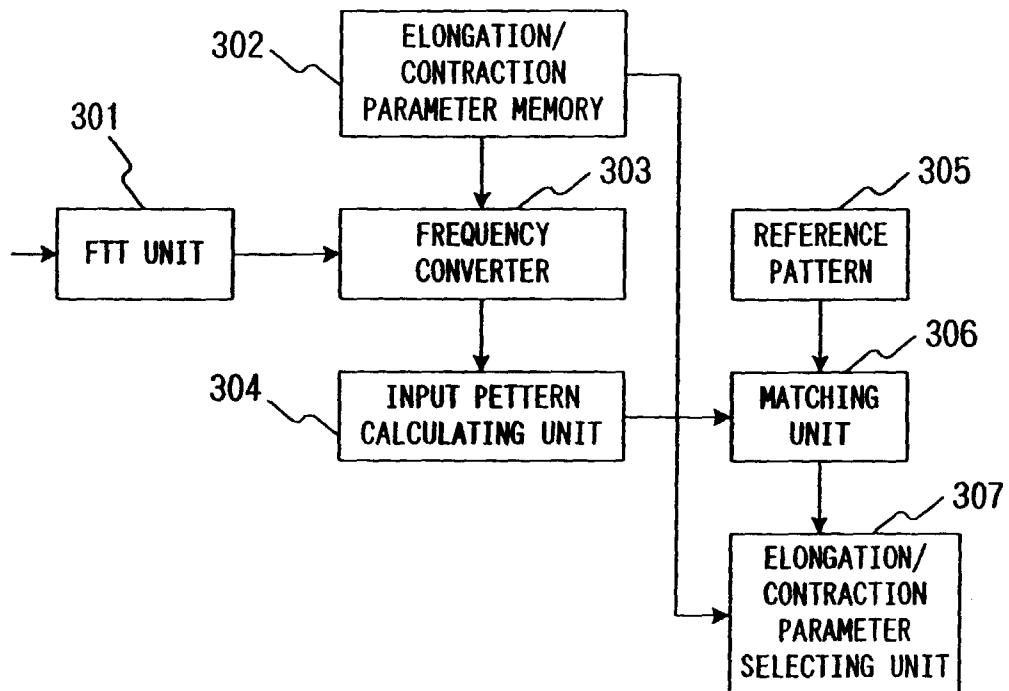 302
ELONGATION/
CONTRACTION
PARAMETER MEMORY
301
FTT UNIT
303
FREQUENCY
CONVERTER
305
REFERENCE
PATTERN
304
INPUT PETTERN
CALCULATING UNIT
306
MATCHING
UNIT
307
ELONGATION/
CONTRACTION
PARAMETER
SELECTING UNIT